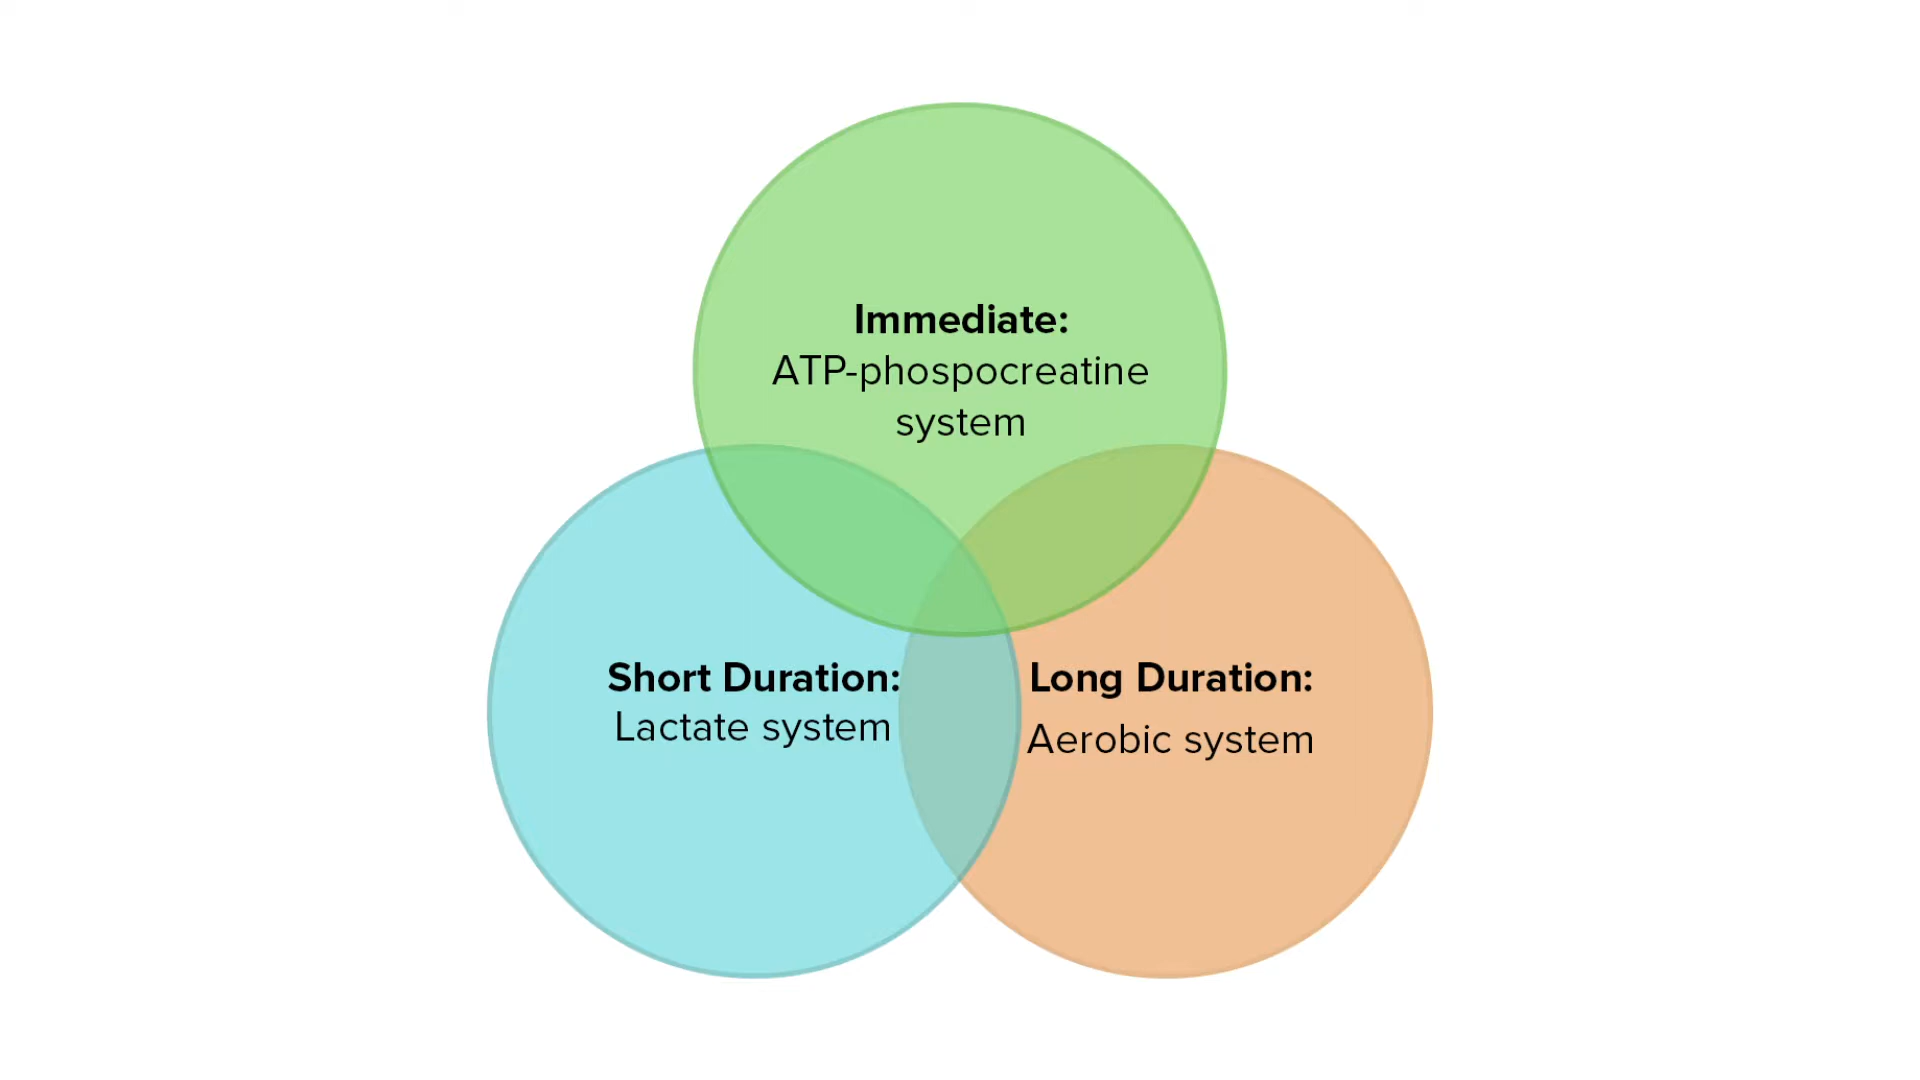 Immediate:
ATP-phospocreatine
system
Short Duration:
Lactate system
Long Duration:
Aerobic system